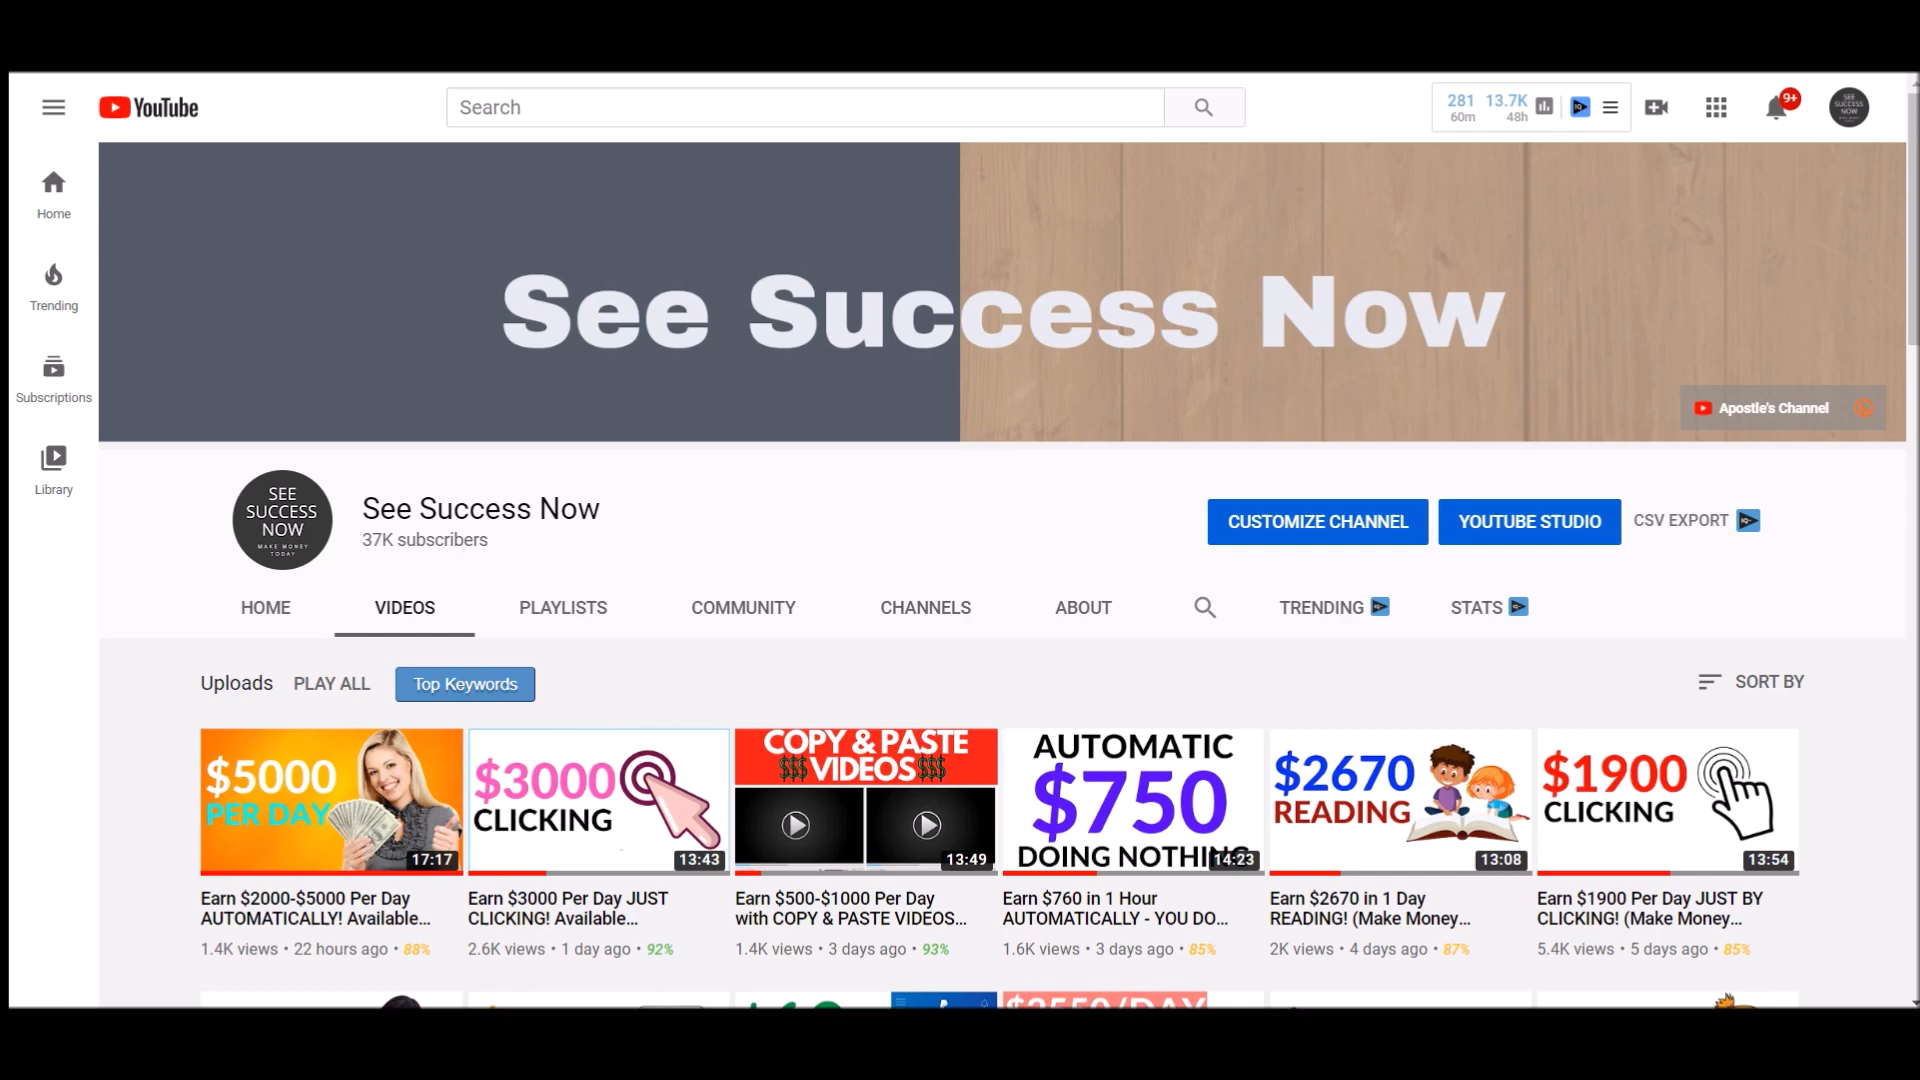 YouTube
Search
281 13.7K
60m 48h
9+
SEE
SUCCESS
NOW
Home
Trending
Subscriptions
Library
See Success Now
Apostle's Channel
SEE
SUCCESS
NOW
MAKE MONEY
TODAY
See Success Now
37K subscribers
CUSTOMIZE CHANNEL
YOUTUBE STUDIO
CSV EXPORT
HOME
VIDEOS
PLAYLISTS
COMMUNITY
CHANNELS
ABOUT
TRENDING
STATS
Uploads
PLAY ALL
Top Keywords
SORT BY
$5000
PER DAY
17:17
Earn $2000-$5000 Per Day
AUTOMATICALLY! Available...
1.4K views • 22 hours ago • 88%
$3000
CLICKING
13:43
Earn $3000 Per Day JUST
CLICKING! Available...
2.6K views • 1 day ago • 92%
COPY & PASTE
$$$ VIDEOS $$$
13:49
Earn $500-$1000 Per Day
with COPY & PASTE VIDEOS...
1.4K views • 3 days ago • 93%
AUTOMATIC
$750
DOING NOTHING
14:23
Earn $760 in 1 Hour
AUTOMATICALLY - YOU DO...
1.6K views • 3 days ago • 85%
$2670
READING
13:08
Earn $2670 in 1 Day
READING! (Make Money...
2K views • 4 days ago • 87%
$1900
CLICKING
13:54
Earn $1900 Per Day JUST BY
CLICKING! (Make Money...
5.4K views • 5 days ago • 85%